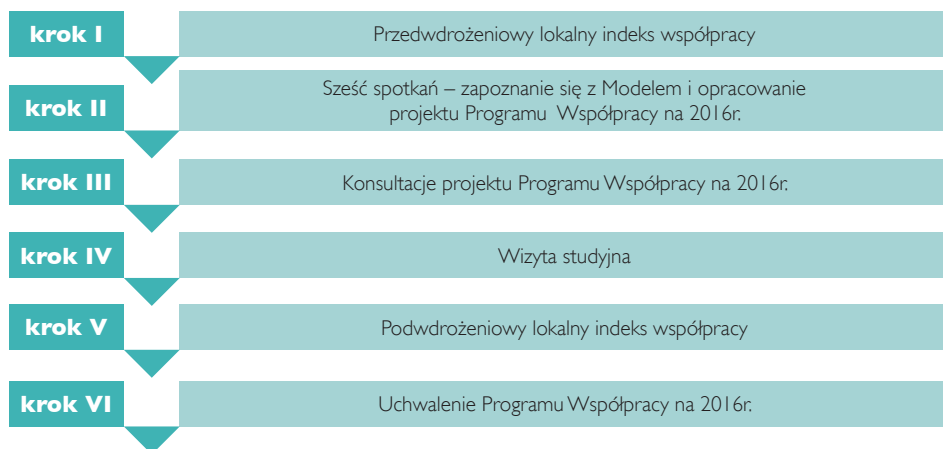 krok I
Przedwdrożeniowy lokalny indeks współpracy
krok II
Sześć spotkań – zapoznanie się z Modelem i opracowanie
projektu Programu Współpracy na 2016r.
krok III
Konsultacje projektu Programu Współpracy na 2016r.
krok IV
Wizyta studyjna
krok V
Podwdrożeniowy lokalny indeks współpracy
krok VI
Uchwalenie Programu Współpracy na 2016r.